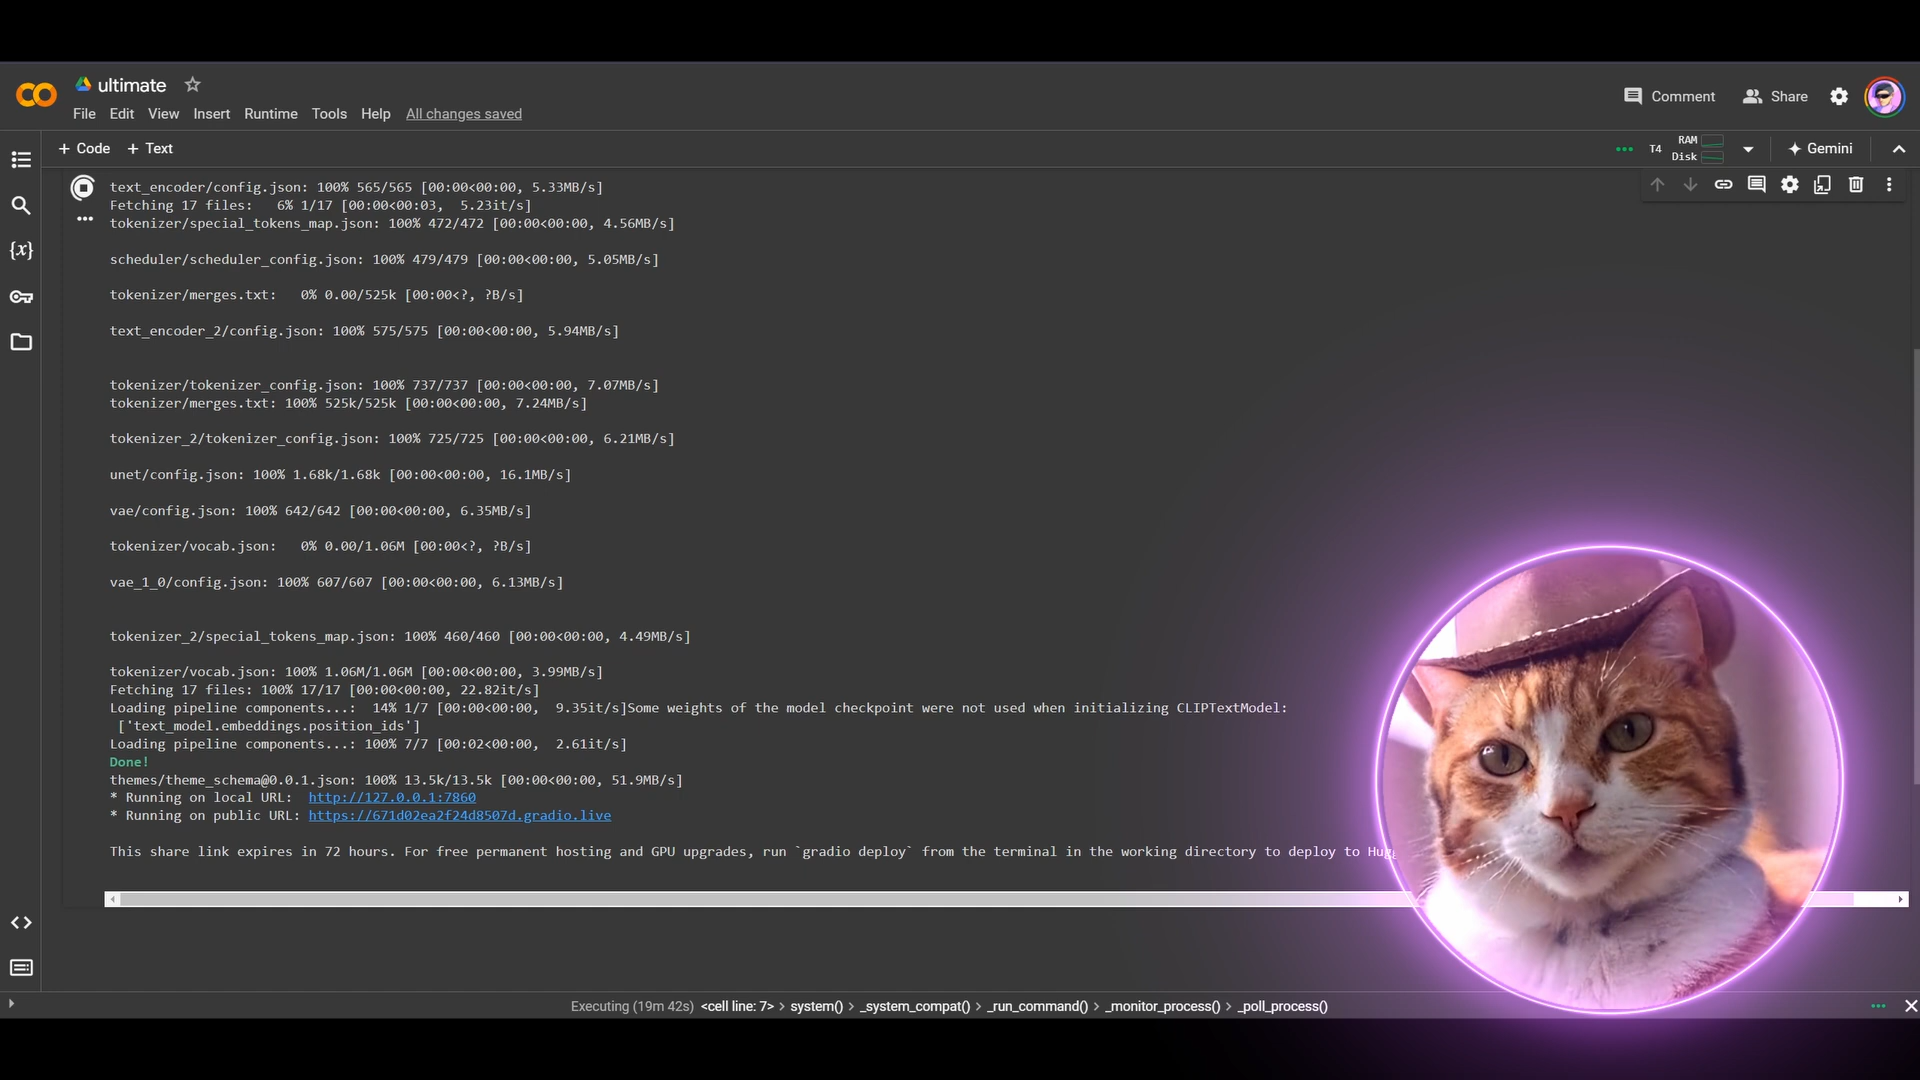 ultimate
File Edit View Insert Runtime Tools Help All changes saved
Comment Share
+ Code + Text
T4 RAM Disk Gemini
text_encoder/config.json: 100% 565/565 [00:00<00:00, 5.33MB/s]
Fetching 17 files:   6% 1/17 [00:00<00:03,  5.23it/s]
tokenizer/special_tokens_map.json: 100% 472/472 [00:00<00:00, 4.56MB/s]
scheduler/scheduler_config.json: 100% 479/479 [00:00<00:00, 5.05MB/s]
tokenizer/merges.txt:   0% 0.00/525k [00:00<?, ?B/s]
text_encoder_2/config.json: 100% 575/575 [00:00<00:00, 5.94MB/s]
tokenizer/tokenizer_config.json: 100% 737/737 [00:00<00:00, 7.07MB/s]
tokenizer/merges.txt: 100% 525k/525k [00:00<00:00, 7.24MB/s]
tokenizer_2/tokenizer_config.json: 100% 725/725 [00:00<00:00, 6.21MB/s]
unet/config.json: 100% 1.68k/1.68k [00:00<00:00, 16.1MB/s]
vae/config.json: 100% 642/642 [00:00<00:00, 6.35MB/s]
tokenizer/vocab.json:   0% 0.00/1.06M [00:00<?, ?B/s]
vae_1_0/config.json: 100% 607/607 [00:00<00:00, 6.13MB/s]
tokenizer_2/special_tokens_map.json: 100% 460/460 [00:00<00:00, 4.49MB/s]
tokenizer/vocab.json: 100% 1.06M/1.06M [00:00<00:00, 3.99MB/s]
Fetching 17 files: 100% 17/17 [00:00<00:00, 22.82it/s]
Loading pipeline components...:  14% 1/7 [00:00<00:00,  9.35it/s]Some weights of the model checkpoint were not used when initializing CLIPTextModel:
['text_model.embeddings.position_ids']
Loading pipeline components...: 100% 7/7 [00:02<00:00,  2.61it/s]
Done!
themes/theme_schema@0.0.1.json: 100% 13.5k/13.5k [00:00<00:00, 51.9MB/s]
* Running on local URL:  http://127.0.0.1:7860
* Running on public URL: https://671d02ea2f24d8507d.gradio.live
This share link expires in 72 hours. For free permanent hosting and GPU upgrades, run `gradio deploy` from the terminal in the working directory to deploy to
Executing (19m 42s) <cell line: 7> > system() > _system_compat() > _run_command() > _monitor_process() > _poll_process()